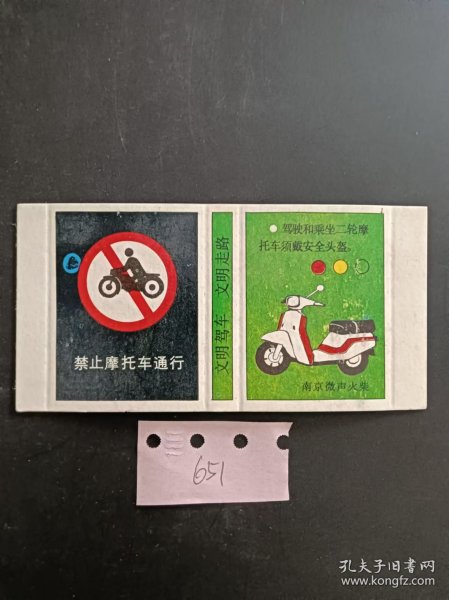 禁止摩托车通行
文明驾车 文明走路
驾驶和乘坐二轮摩
托车须戴安全头盔。
南京微声火柴
651
孔夫子旧书网
www.kongfz.com